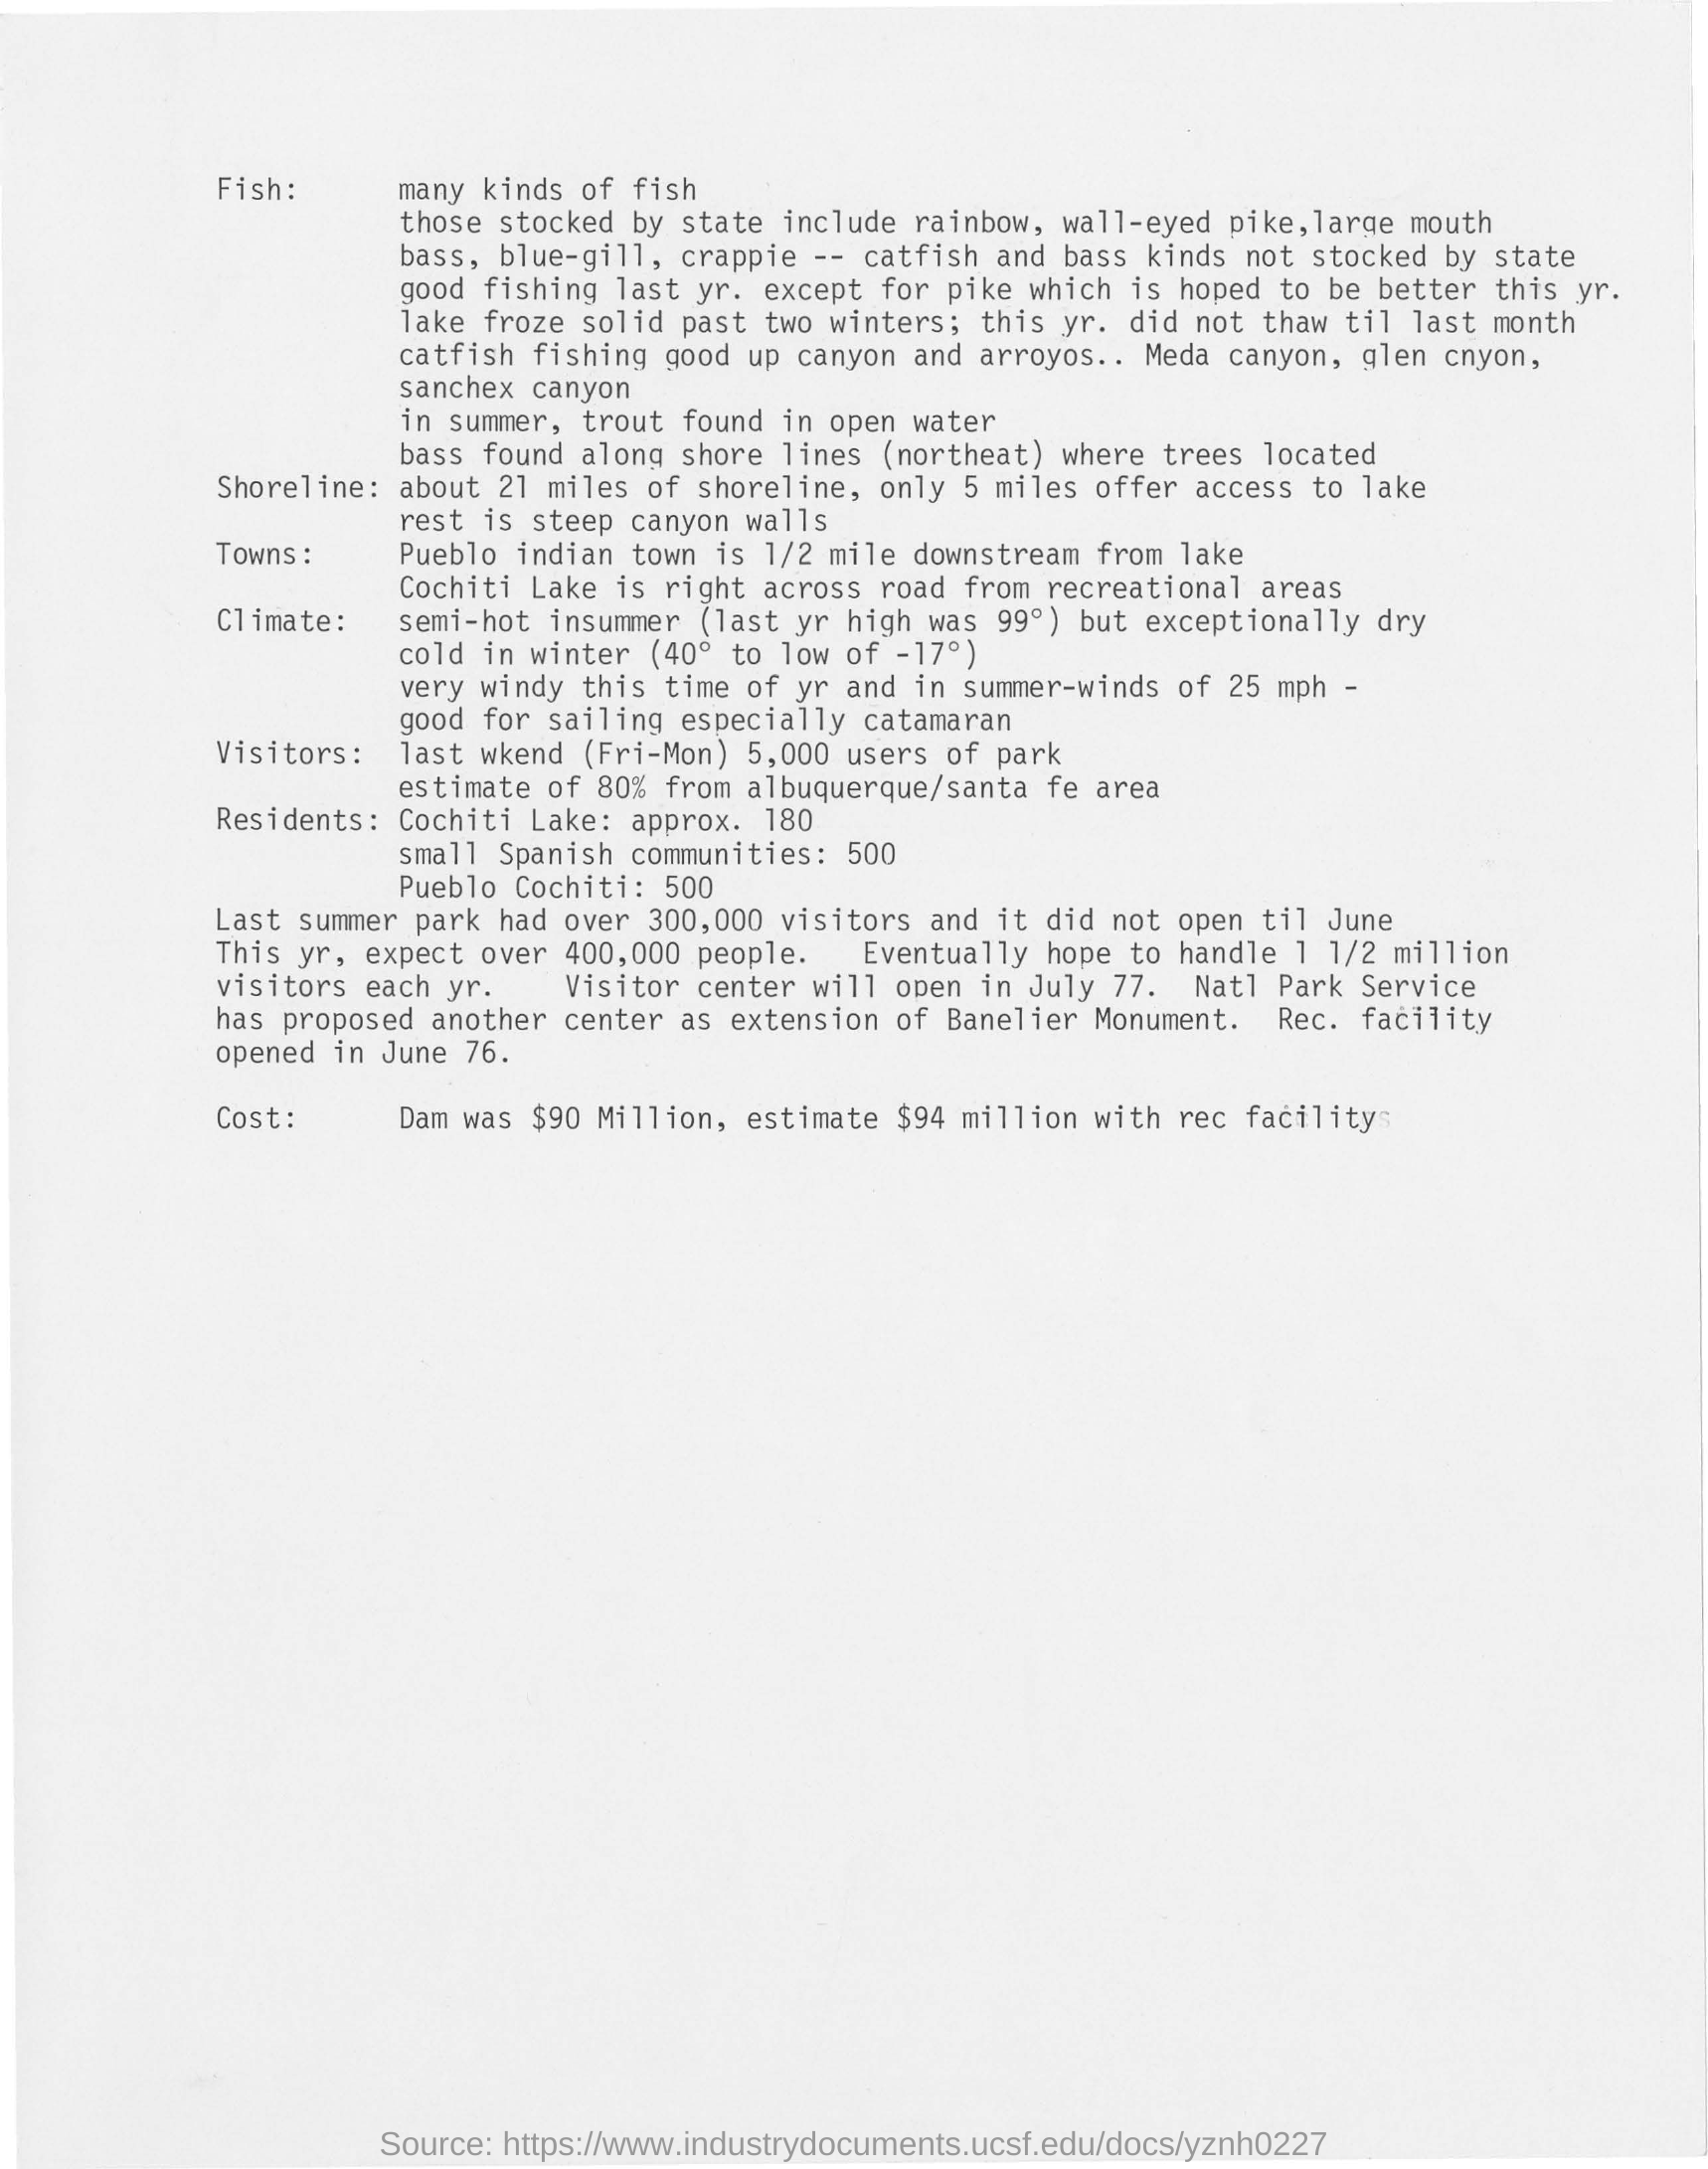 Fish: many kinds of fish
those stocked by state include rainbow, wall-eyed pike,large mouth
bass, blue-gill, crappie -- catfish and bass kinds not stocked by state
good fishing last yr. except for pike which is hoped to be better this yr.
lake froze solid past two winters; this yr. did not thaw til last month
catfish fishing good up canyon and arroyos.. Meda canyon, glen cnyon,
sanchex canyon
in summer, trout found in open water
bass found along shore lines (northeat) where trees located
Shoreline: about 21 miles of shoreline, only 5 miles offer access to lake
rest is steep canyon walls
Towns: Pueblo indian town is 1/2 mile downstream from lake
Cochiti Lake is right across road from recreational areas
Climate: semi-hot insummer (last yr high was 99°) but exceptionally dry
cold in winter (40° to low of -17°)
very windy this time of yr and in summer-winds of 25 mph -
good for sailing especially catamaran
Visitors: last wkend (Fri-Mon) 5,000 users of park
estimate of 80% from albuquerque/santa fe area
Residents: Cochiti Lake: approx. 180
small Spanish communities: 500
Pueblo Cochiti: 500
Last summer park had over 300,000 visitors and it did not open til June
This yr, expect over 400,000 people. Eventually hope to handle 1 1/2 million
visitors each yr. Visitor center will open in July 77. Natl Park Service
has proposed another center as extension of Banelier Monument. Rec. facility
opened in June 76.
Cost: Dam was $90 Million, estimate $94 million with rec facilitys
Source: https://www.industrydocuments.ucsf.edu/docs/yznh0227